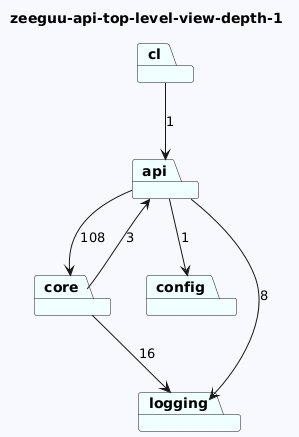 zeeguu-api-top-level-view-depth-1
cl
1
api
108
3
1
8
core
config
16
logging